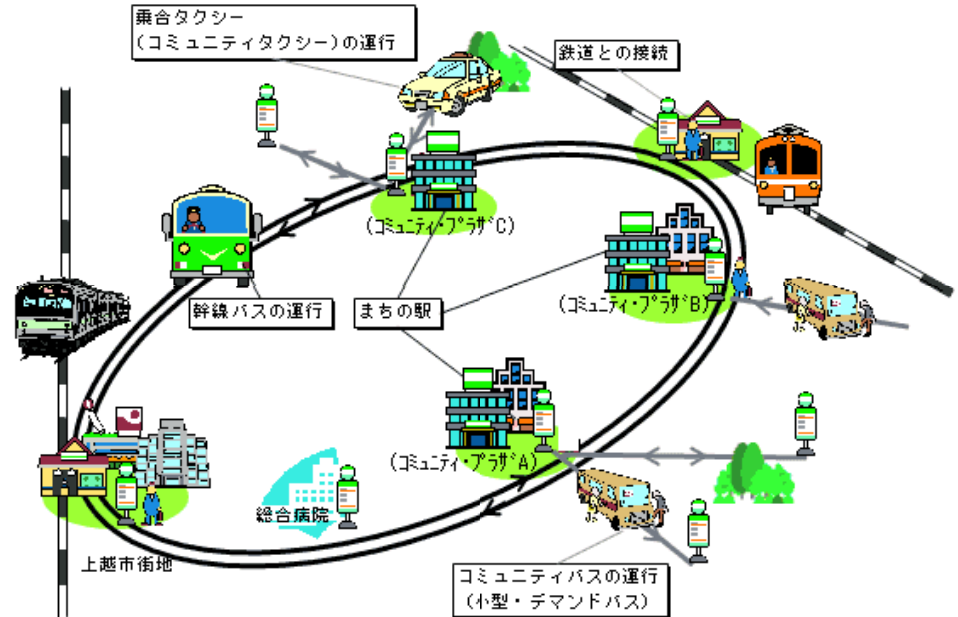 乗合タクシー
(コミュニティタクシー)の運行
鉄道との接続
(コミュニティ・プラザC)
(コミュニティ・プラザB)
幹線バスの運行
まちの駅
(コミュニティ・プラザA)
総合病院
上越市街地
コミュニティバスの運行
(小型・デマンドバス)